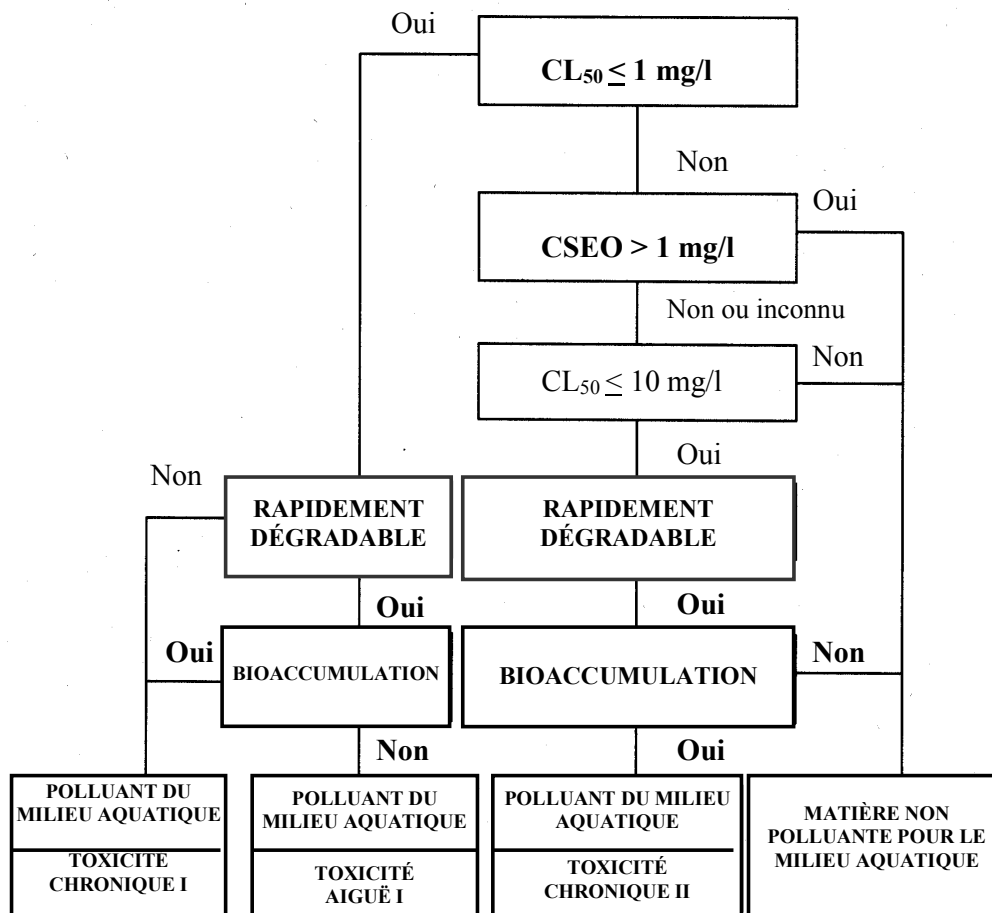 Oui
CL50 ≤ 1 mg/l
Non
Oui
CSEO > 1 mg/l
Non ou inconnu
Non
CL50 ≤ 10 mg/l
Oui
Non
RAPIDEMENT
DÉGRADABLE
RAPIDEMENT
DÉGRADABLE
Oui
Oui
Oui
BIOACCUMULATION
BIOACCUMULATION
Non
Non
Oui
POLLUANT DU
MILIEU AQUATIQUE
TOXICITÉ
CHRONIQUE I
POLLUANT DU
MILIEU AQUATIQUE
TOXICITÉ
AIGUË I
POLLUANT DU MILIEU
AQUATIQUE
TOXICITÉ
CHRONIQUE II
MATIÈRE NON
POLLUANTE POUR LE
MILIEU AQUATIQUE